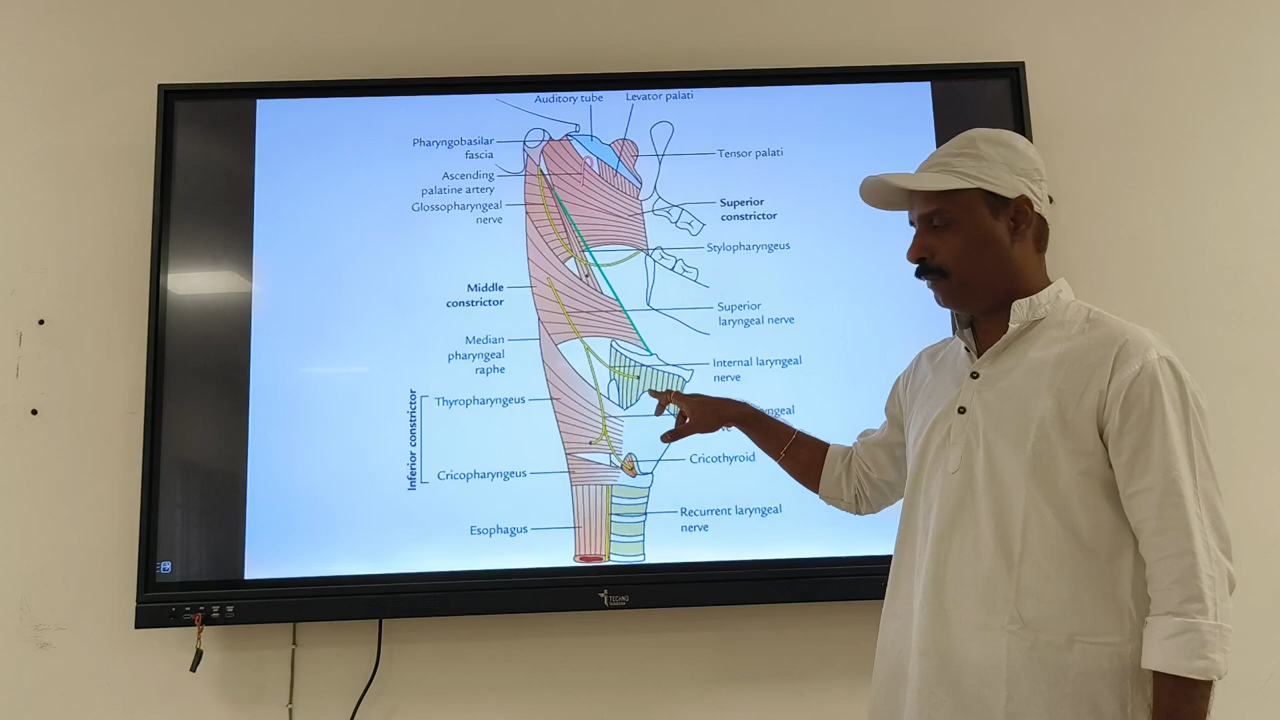 Auditory tube
Levator palati
Pharyngobasilar
fascia
Tensor palati
Ascending
palatine artery
Glossopharyngeal
nerve
Superior
constrictor
Stylopharyngeus
Middle
constrictor
Superior
laryngeal nerve
Median
pharyngeal
raphe
Internal laryngeal
nerve
Inferior constrictor
Thyropharyngeus
Cricothyroid
Cricopharyngeus
Recurrent laryngeal
nerve
Esophagus
TECHNO